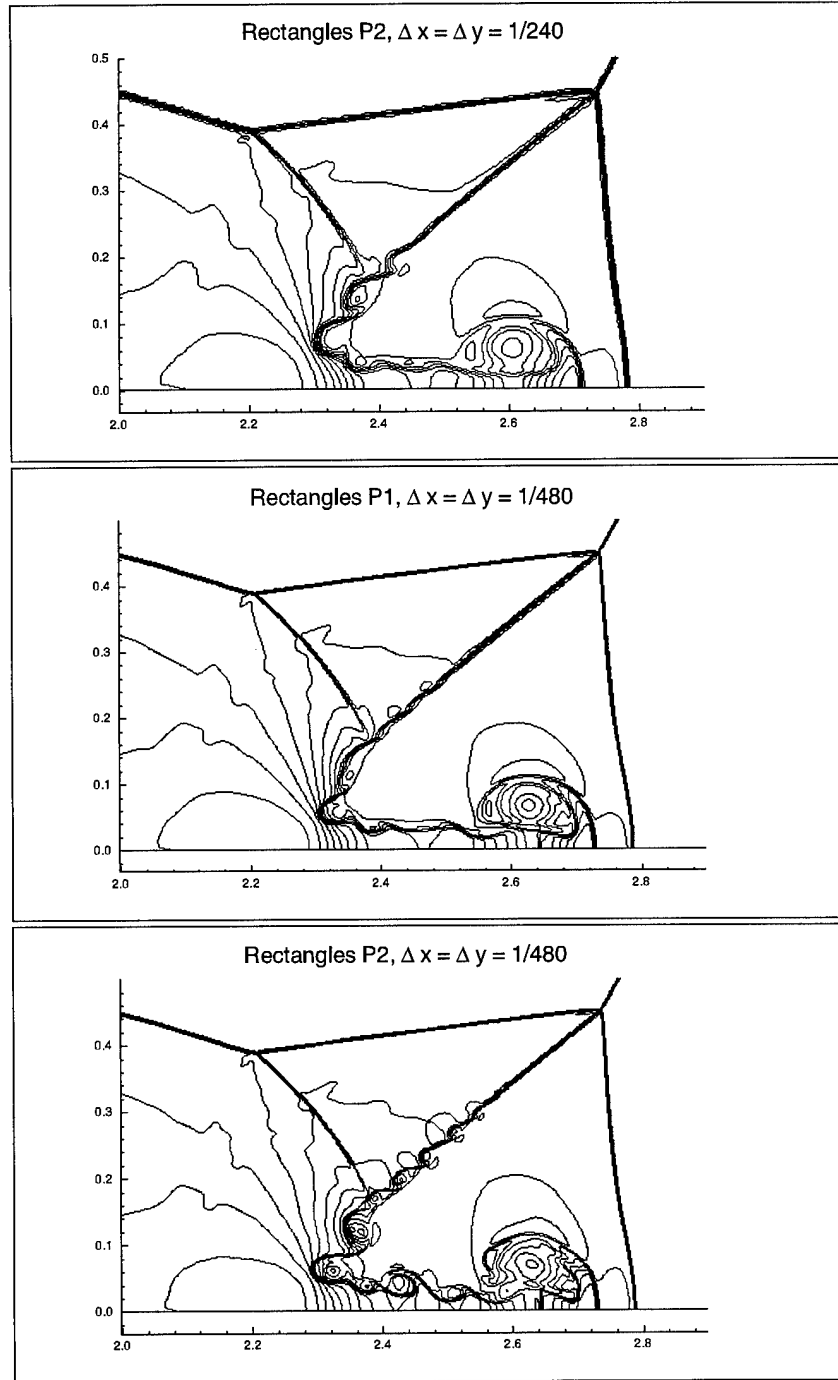 Rectangles P2, Δ x = Δ y = 1/240
0.5
0.4
0.3
0.2
0.1
0.0
2.0 2.2 2.4 2.6 2.8
Rectangles P1, Δ x = Δ y = 1/480
0.4
0.3
0.2
0.1
0.0
2.0 2.2 2.4 2.6 2.8
Rectangles P2, Δ x = Δ y = 1/480
0.4
0.3
0.2
0.1
0.0
2.0 2.2 2.4 2.6 2.8